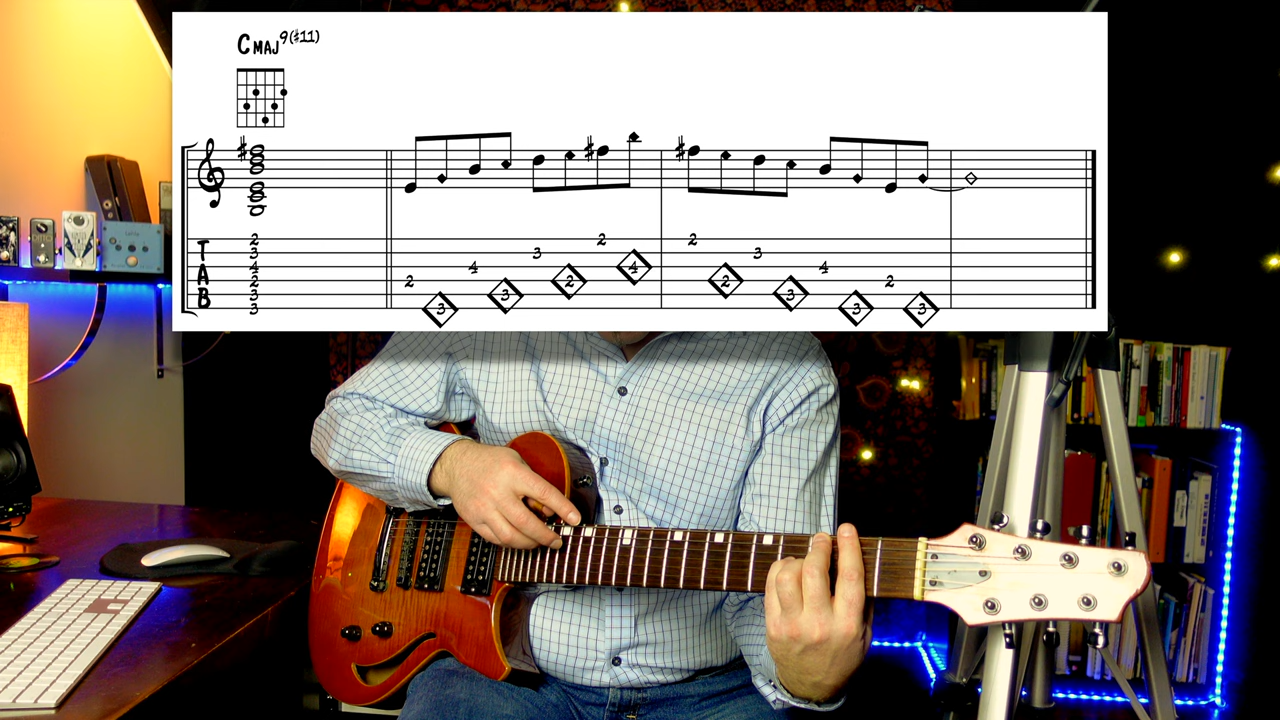 CMAJ9(♯11)
TAB
2 2 2
3 3 3
4 4 4 4
2 2 2 2 2
3 3 3
3 3 3 3